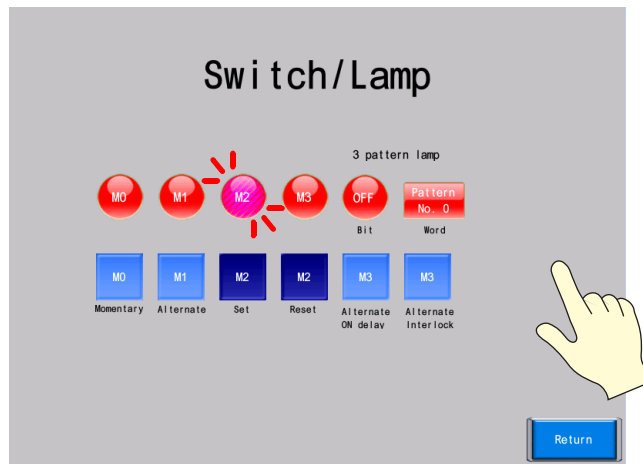 Switch/Lamp
3 pattern lamp
M0 M1 M2 M3 OFF Pattern
No. 0
Bit Word
M0 M1 M2 M2 M3 M3
Momentary Alternate Set Reset Alternate Alternate
ON delay Interlock
Return